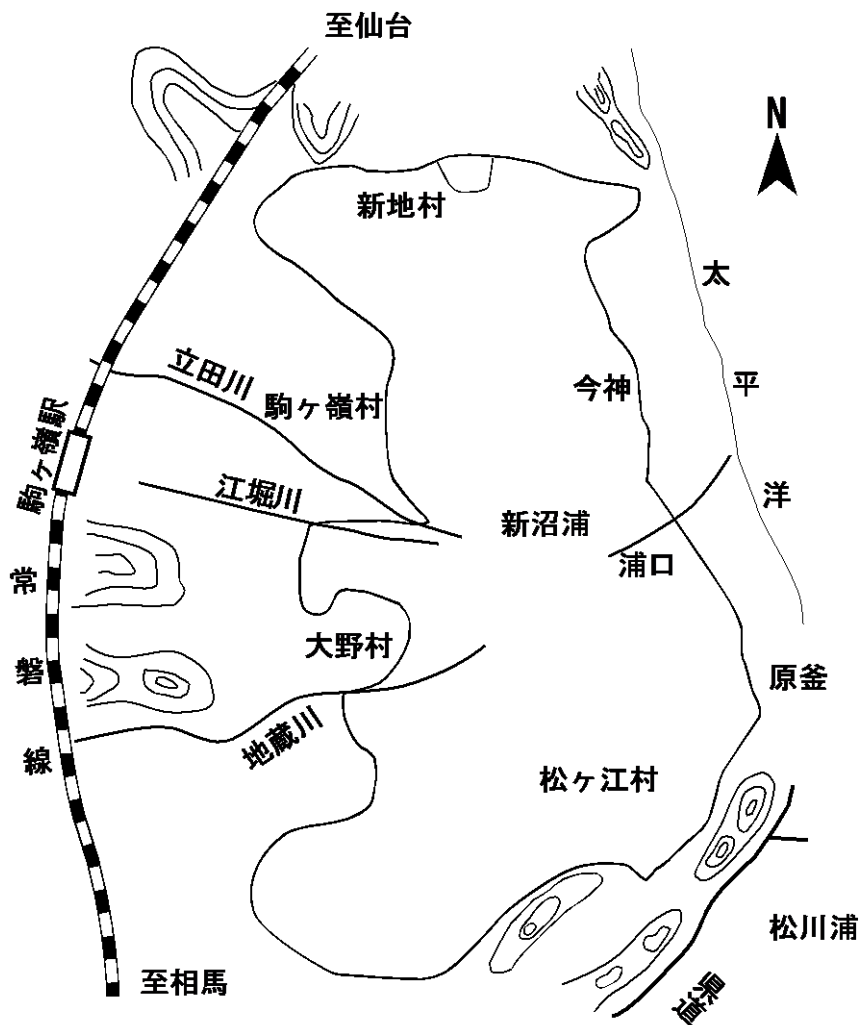 至仙台
N
新地村
太平洋
立田川
今神
駒ヶ嶺村
駒ヶ嶺駅
江堀川
新沼浦
浦口
常磐線
大野村
原釜
地蔵川
松ヶ江村
松川浦
至相馬
県道